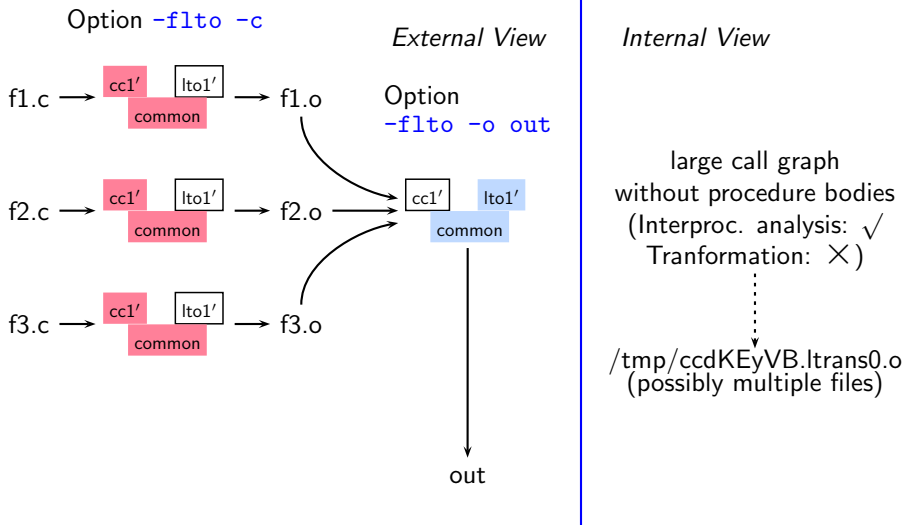 Option -flto -c
External View
Internal View
cc1′ lto1′
f1.c f1.o
common
Option
-flto -o out
large call graph
without procedure bodies
(Interproc. analysis: √
Tranformation: ×)
cc1′ lto1′
f2.c f2.o
common
cc1′ lto1′
common
cc1′ lto1′
f3.c f3.o
common
/tmp/ccdKEyVB.ltrans0.o
(possibly multiple files)
out